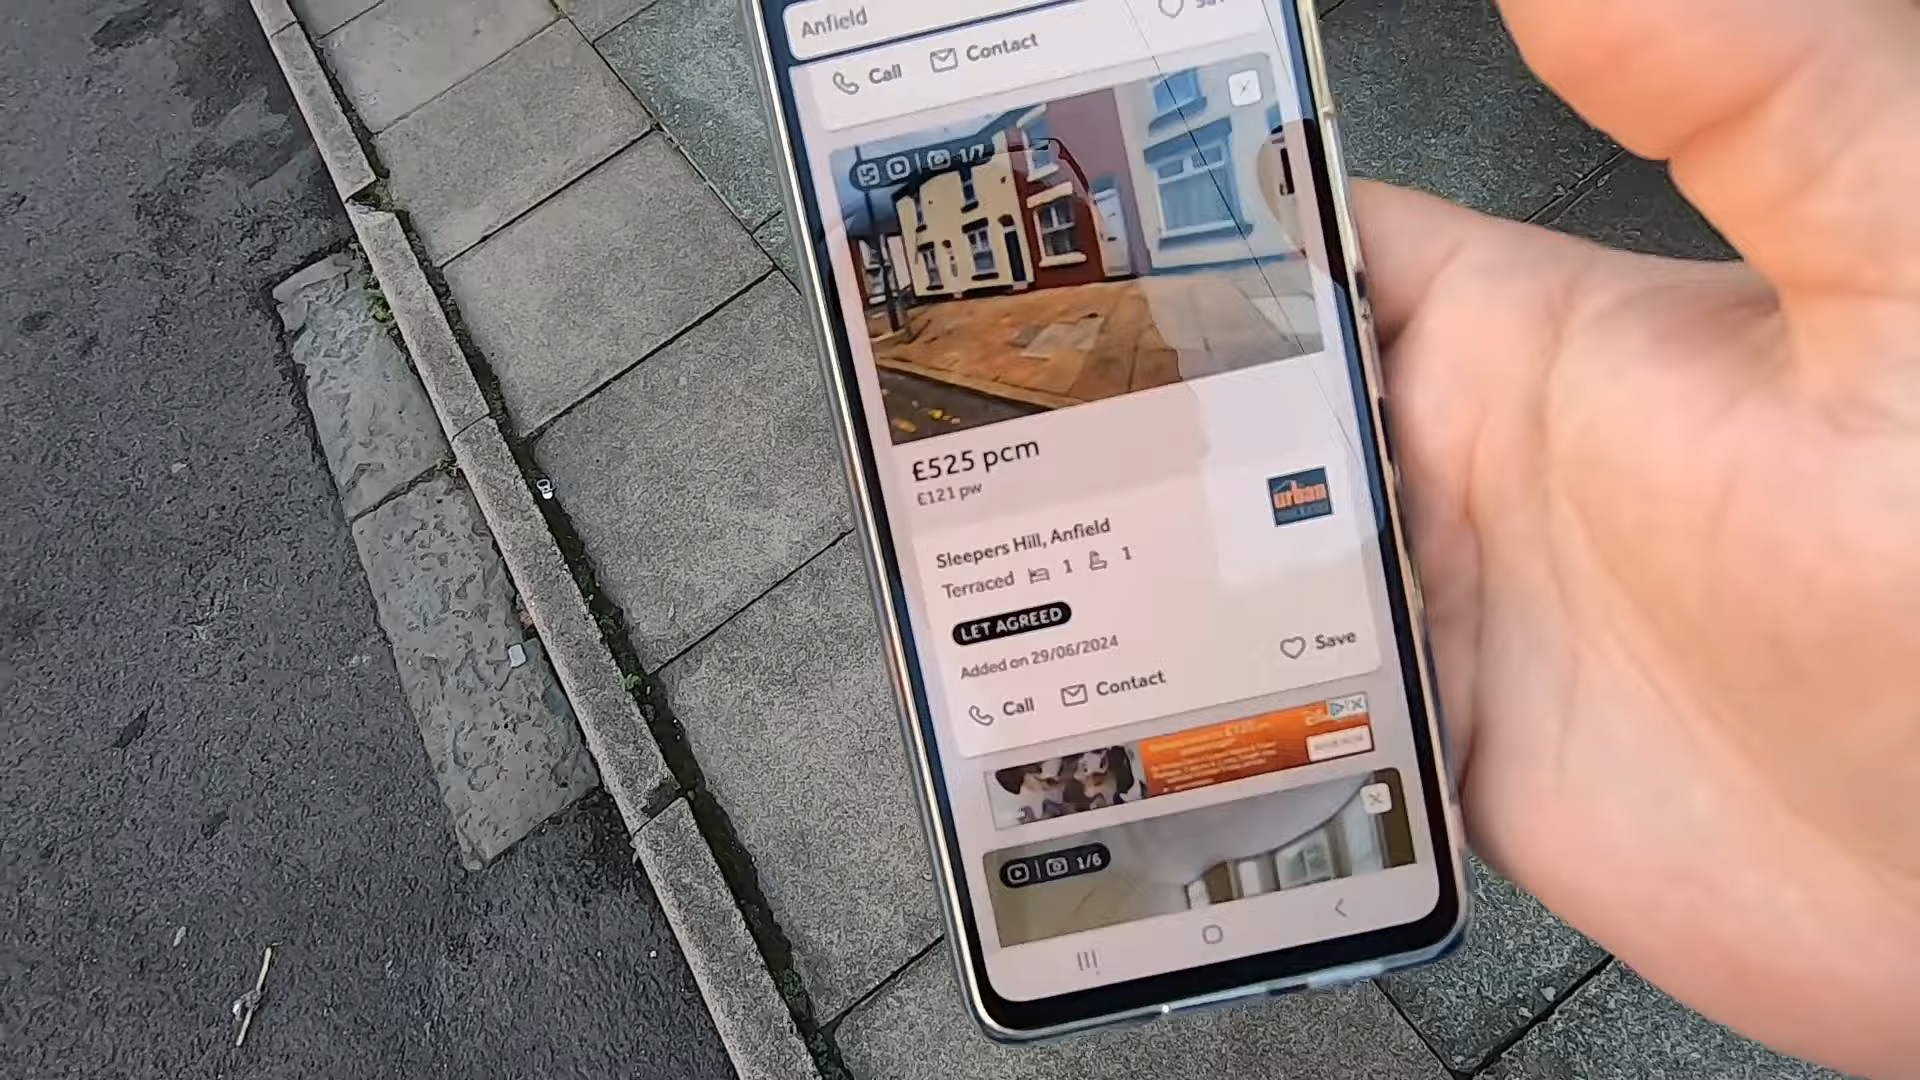 Anfield
Call Contact
1/7
£525 pcm
£121 pw
urban
Sleepers Hill, Anfield
Terraced 1 1
LET AGREED
Added on 29/06/2024
Save
Call Contact
1/6